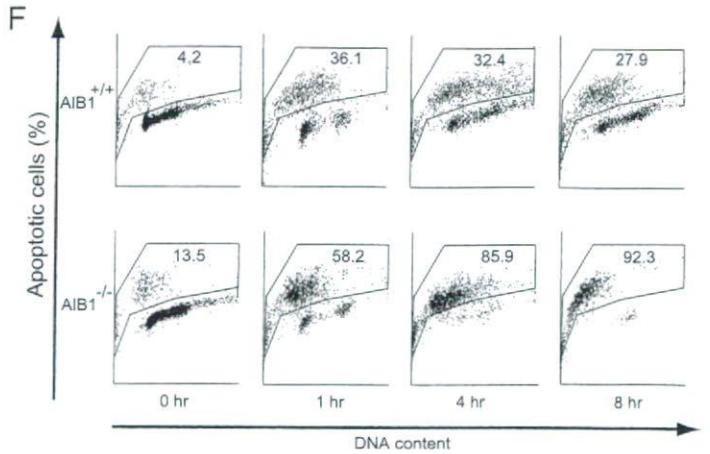 F
Apoptotic cells (%)
AIB1+/+
4.2
36.1
32.4
27.9
AIB1-/-
13.5
58.2
85.9
92.3
0 hr
1 hr
4 hr
8 hr
DNA content